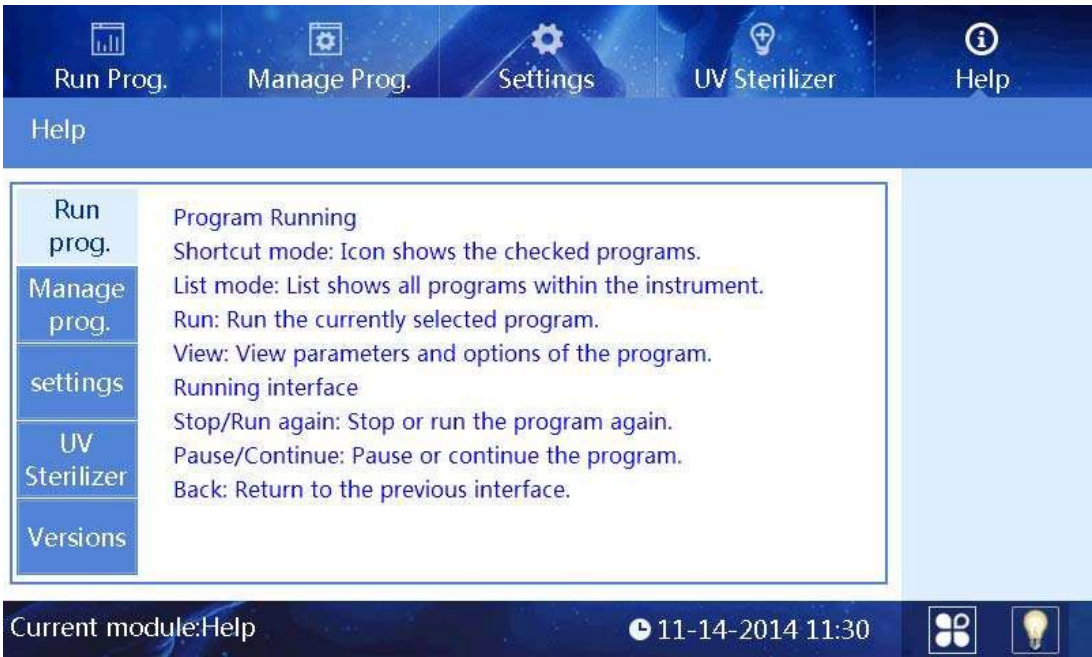 Run Prog.
Manage Prog.
Settings
UV Sterilizer
Help
Help
Run
prog.
Manage
prog.
settings
UV
Sterilizer
Versions
Program Running
Shortcut mode: Icon shows the checked programs.
List mode: List shows all programs within the instrument.
Run: Run the currently selected program.
View: View parameters and options of the program.
Running interface
Stop/Run again: Stop or run the program again.
Pause/Continue: Pause or continue the program.
Back: Return to the previous interface.
Current module:Help
11-14-2014 11:30